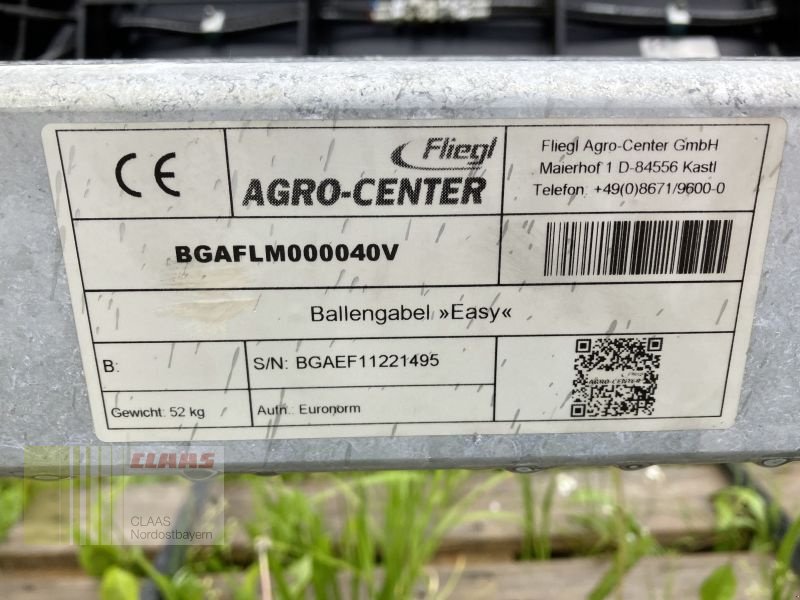 CE
Fliegl
AGRO-CENTER
Fliegl Agro-Center GmbH
Maierhof 1 D-84556 Kastl
Telefon: +49(0)8671/9600-0
BGAFLM000040V
Ballengabel »Easy«
B:
S/N: BGAEF11221495
Gewicht: 52 kg
Aufn.: Euronorm
Fliegl
AGRO-CENTER
CLAAS
CLAAS
Nordostbayern